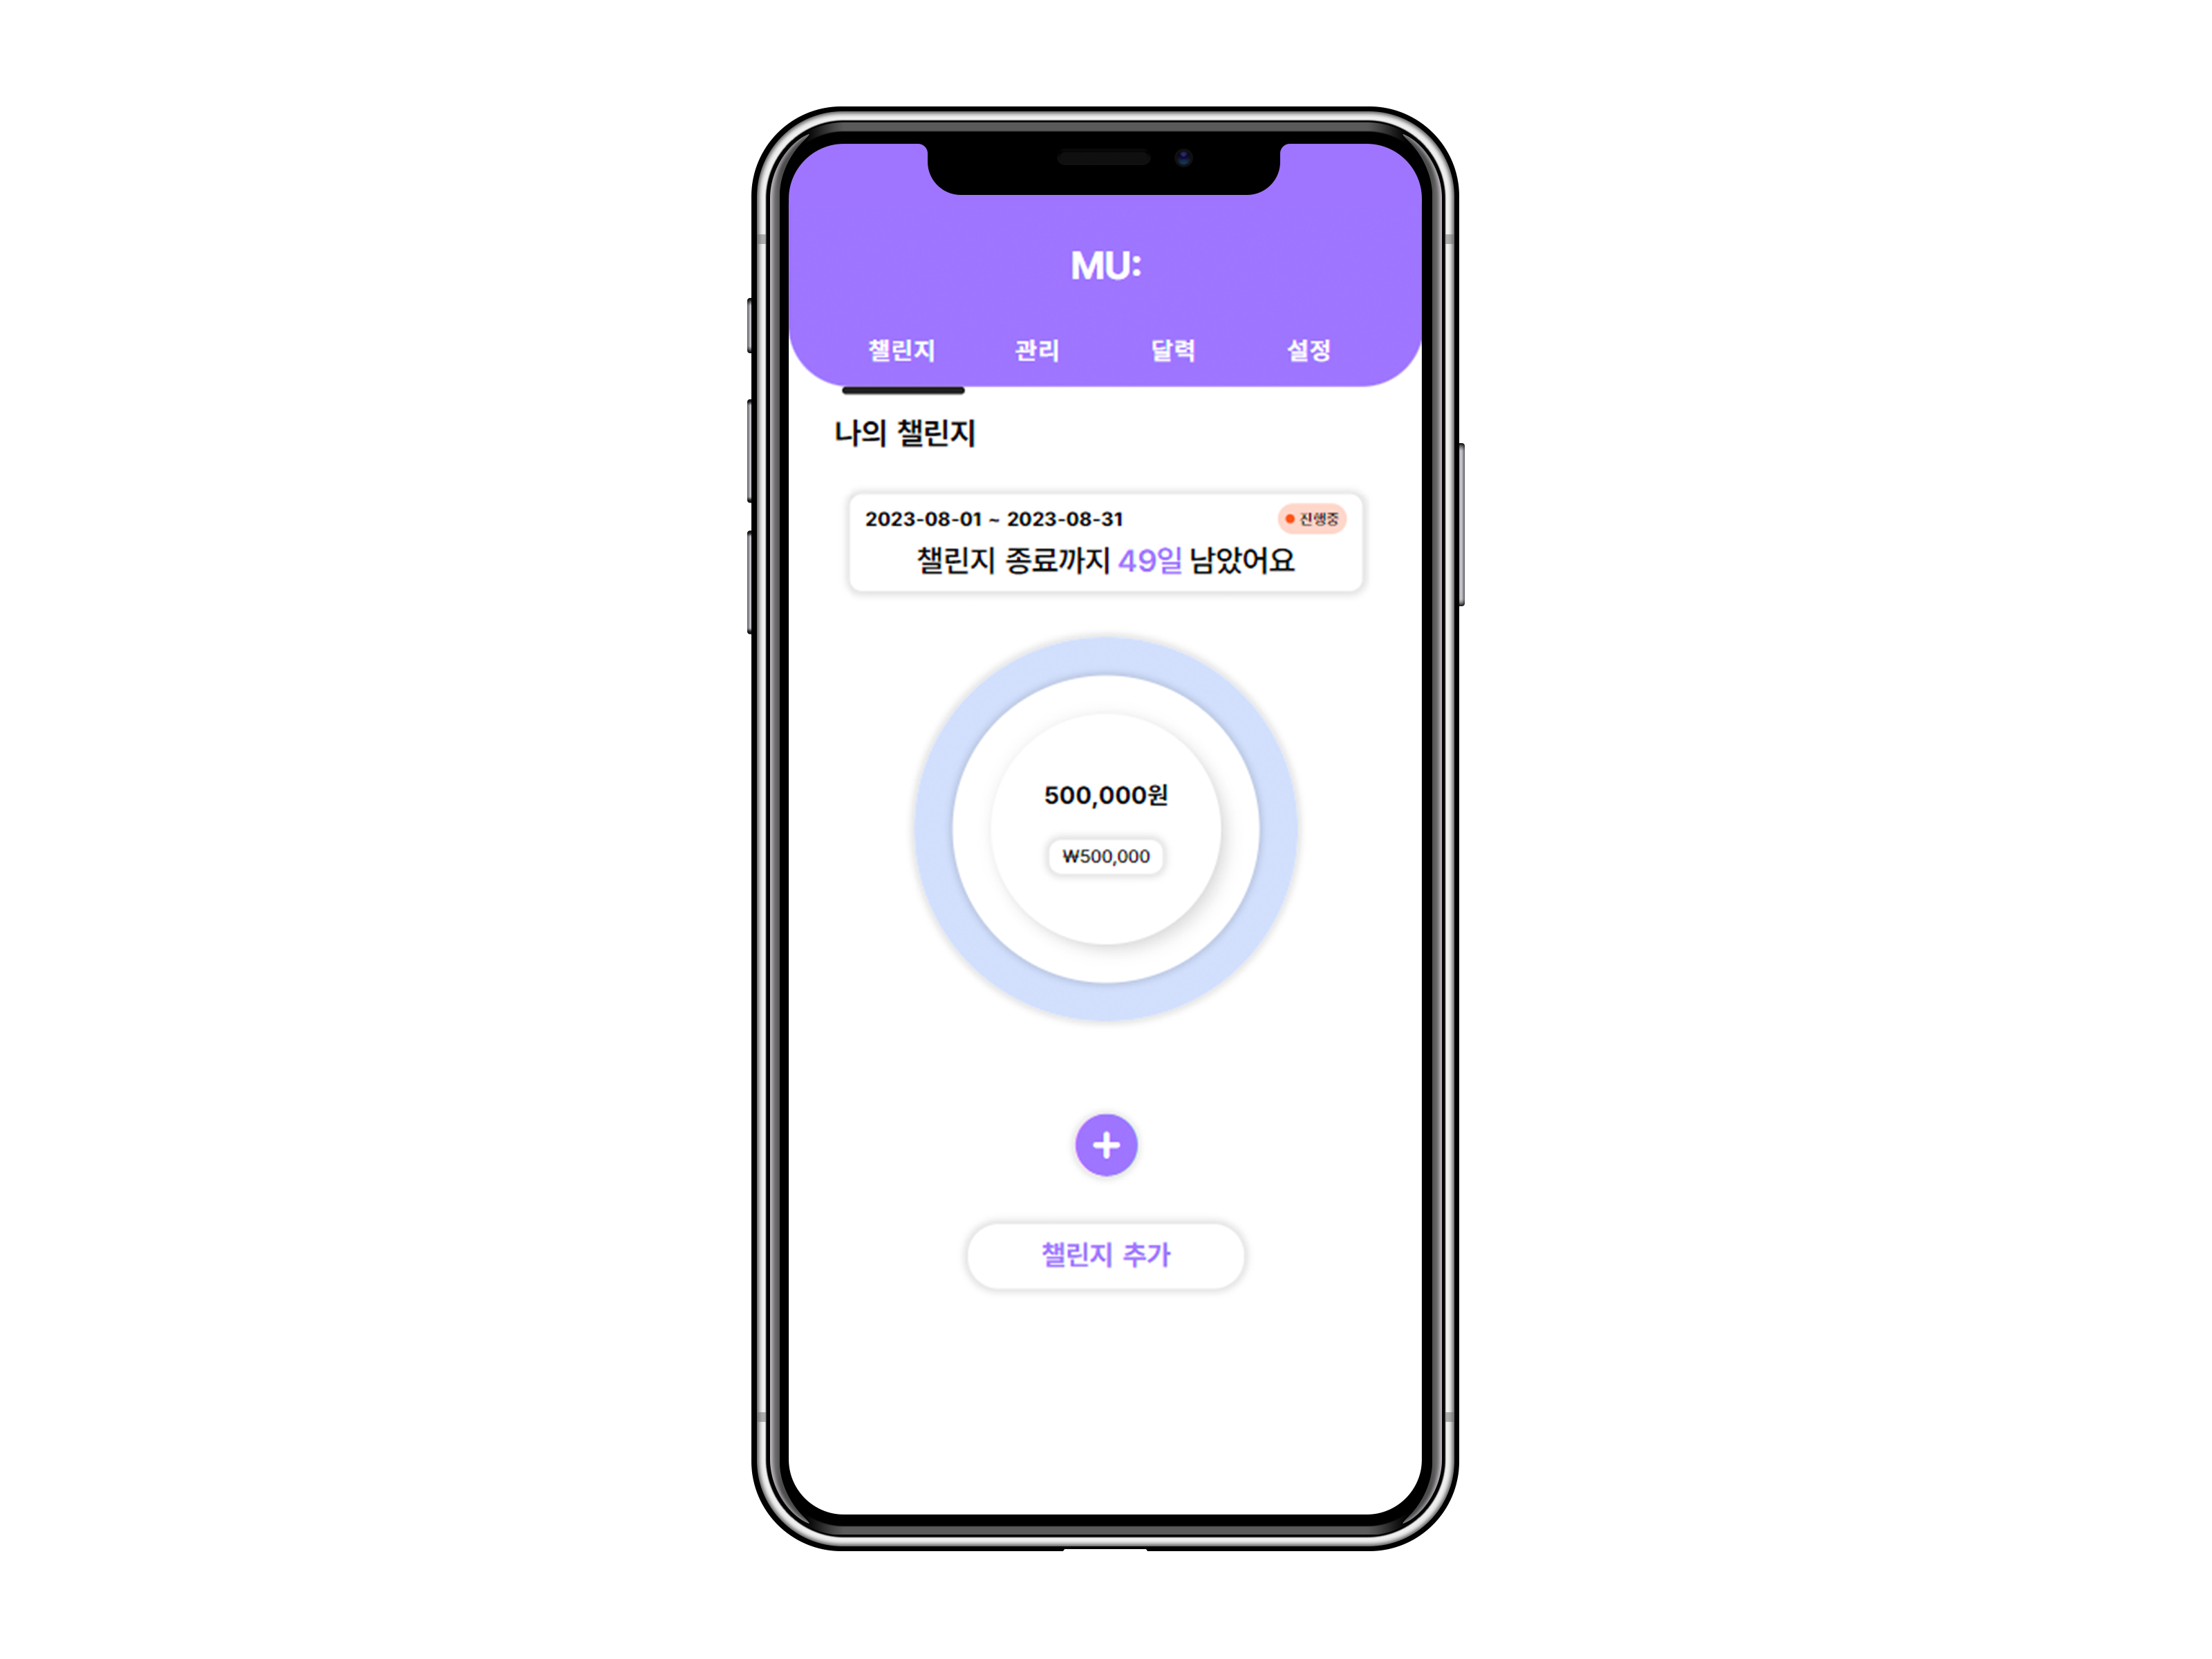 MU:
챌린지 관리 달력 설정
나의 챌린지
2023-08-01 ~ 2023-08-31 진행중
챌린지 종료까지 49일 남았어요
500,000원
₩500,000
챌린지 추가